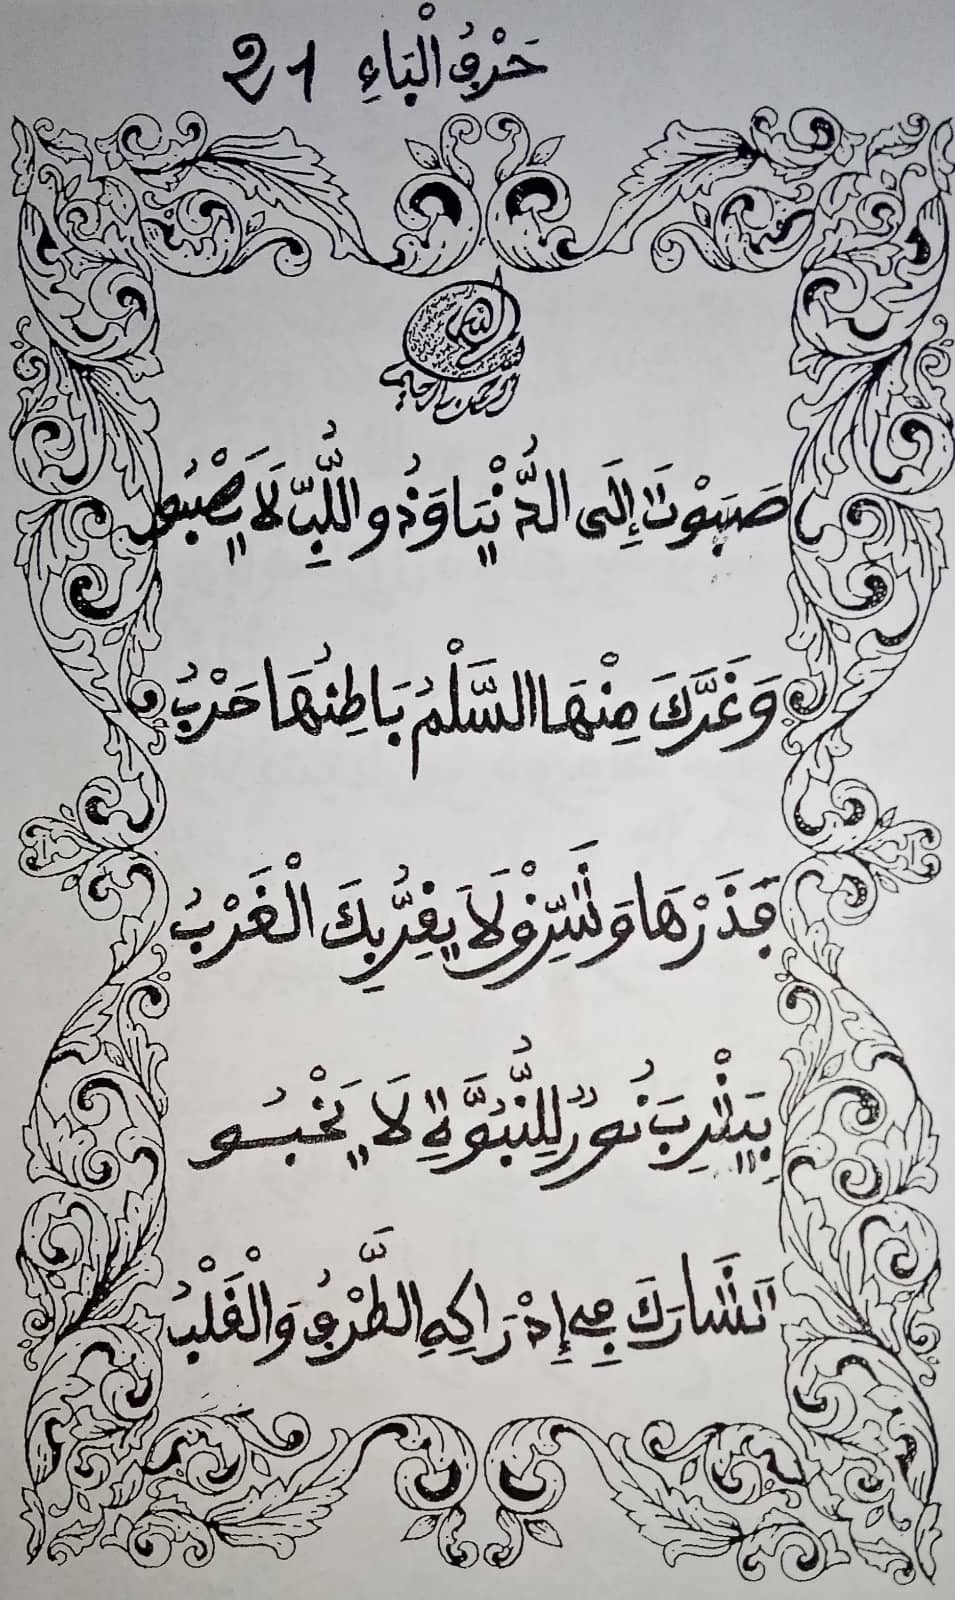 حَرْفُ الْبَاءِ 21
بسم الله الرحمن الرحيم
صَبَوْتَ إِلَى الدُّنْيَا وَذُو اللُّبِّ لَا يَصْبُو
وَغَرَّكَ مِنْهَا السَّلْمُ بَاطِنُهَا حَرْبُ
فَذَرْهَا وَشَرِّقْ لَا يَقِرُّ بِكَ الْغَرْبُ
بِيَثْرِبَ نُورٌ لِلنُّبُوَّةِ لَا يَخْبُو
تَشَارَكَ فِي إِدْرَاكِهِ الطَّرْفُ وَالْقَلْبُ